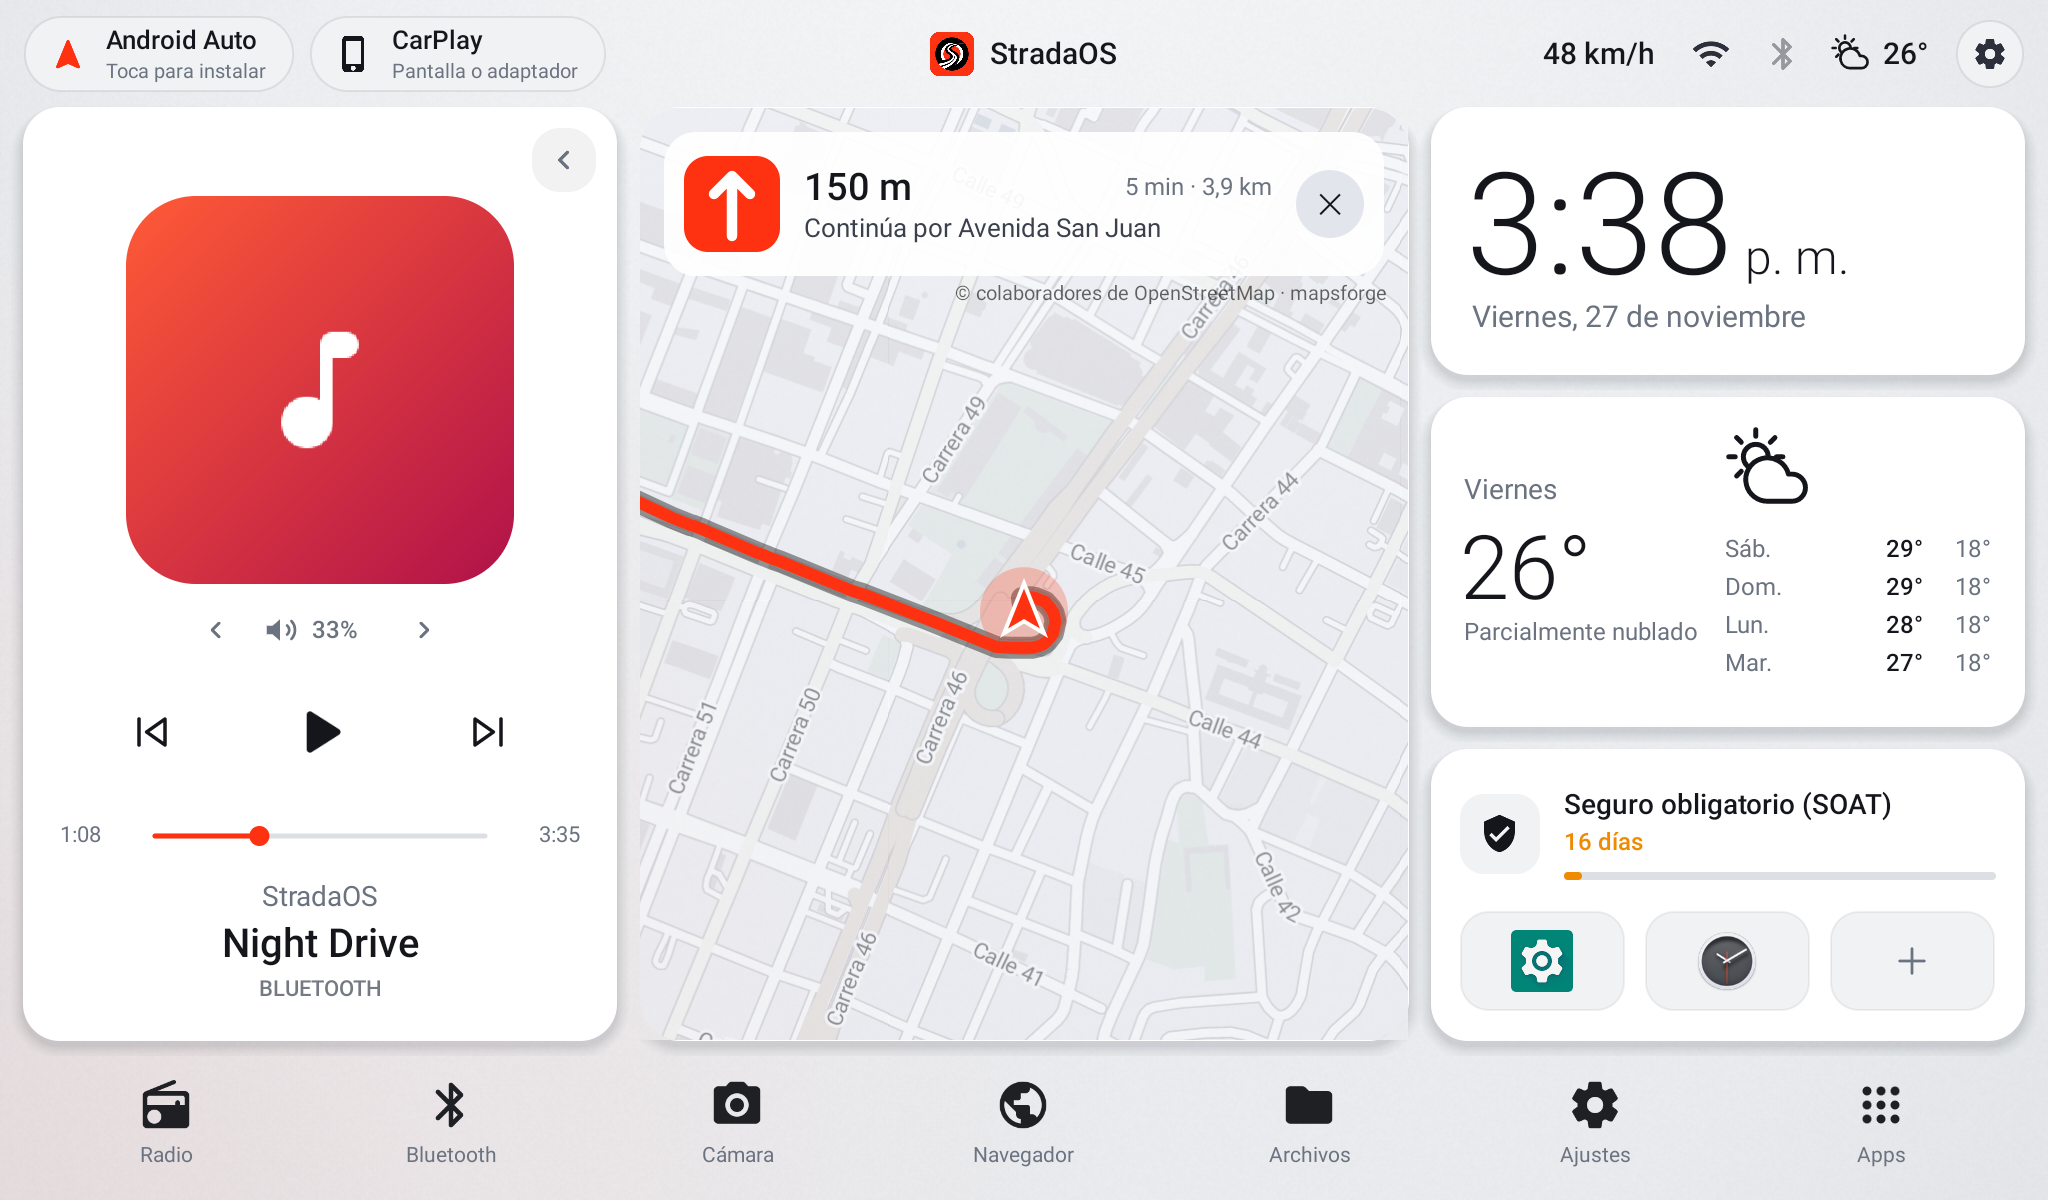 Android Auto
Toca para instalar
CarPlay
Pantalla o adaptador
StradaOS
48 km/h
26°
33%
1:08
3:35
StradaOS
Night Drive
BLUETOOTH
150 m
5 min · 3,9 km
Continúa por Avenida San Juan
© colaboradores de OpenStreetMap · mapsforge
Calle 49
Carrera 46
Carrera 49
Carrera 44
Calle 45
Carrera 51
Carrera 50
Carrera 46
Calle 44
Calle 42
Carrera 46
Calle 41
3:38 p. m.
Viernes, 27 de noviembre
Viernes
26°
Parcialmente nublado
Sáb. 29° 18°
Dom. 29° 18°
Lun. 28° 18°
Mar. 27° 18°
Seguro obligatorio (SOAT)
16 días
Radio
Bluetooth
Cámara
Navegador
Archivos
Ajustes
Apps